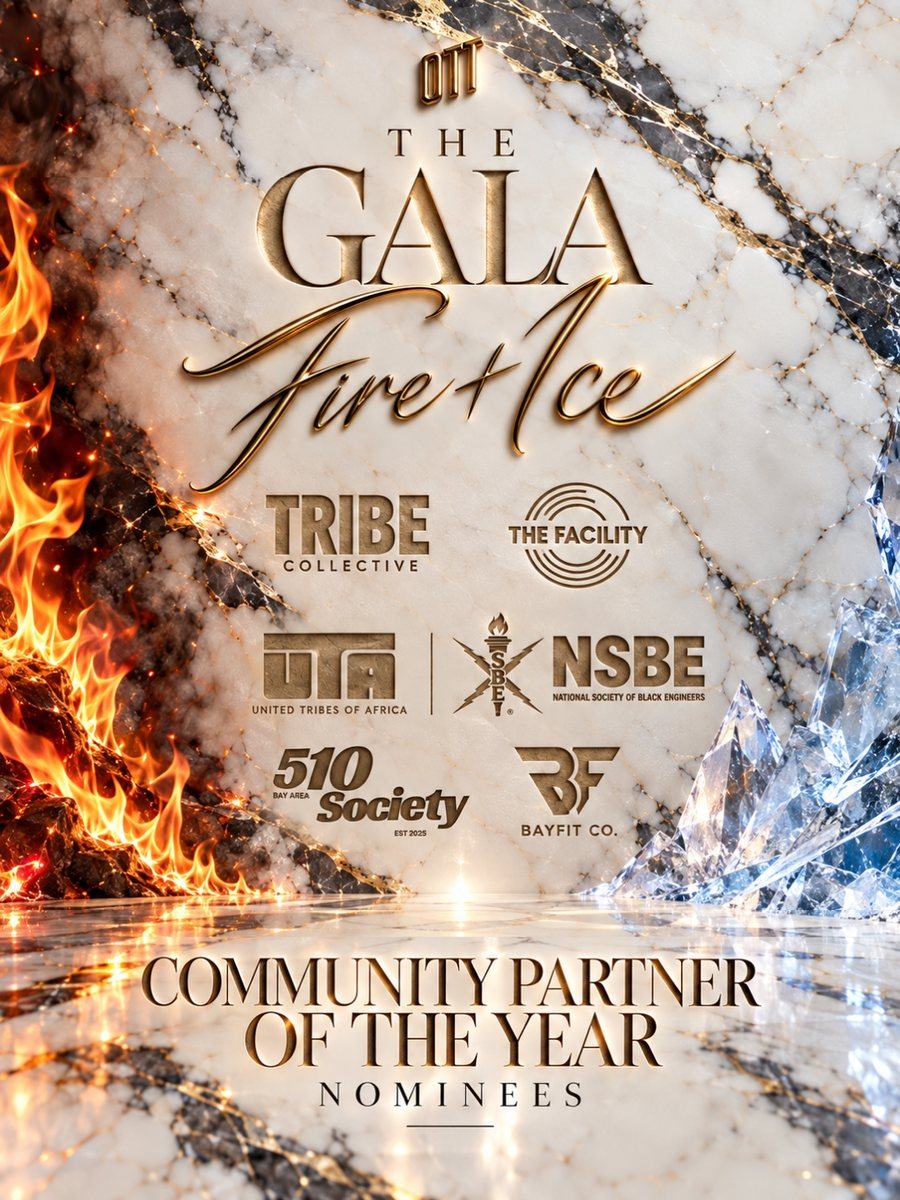 OTT
THE
GALA
Fire + Ice
TRIBE
COLLECTIVE
THE FACILITY
UTA
UNITED TRIBES OF AFRICA
NSBE
NSBE
NATIONAL SOCIETY OF BLACK ENGINEERS
®
510
BAY AREA
Society
EST 2025
BF
BAYFIT CO.
COMMUNITY PARTNER
OF THE YEAR
NOMINEES